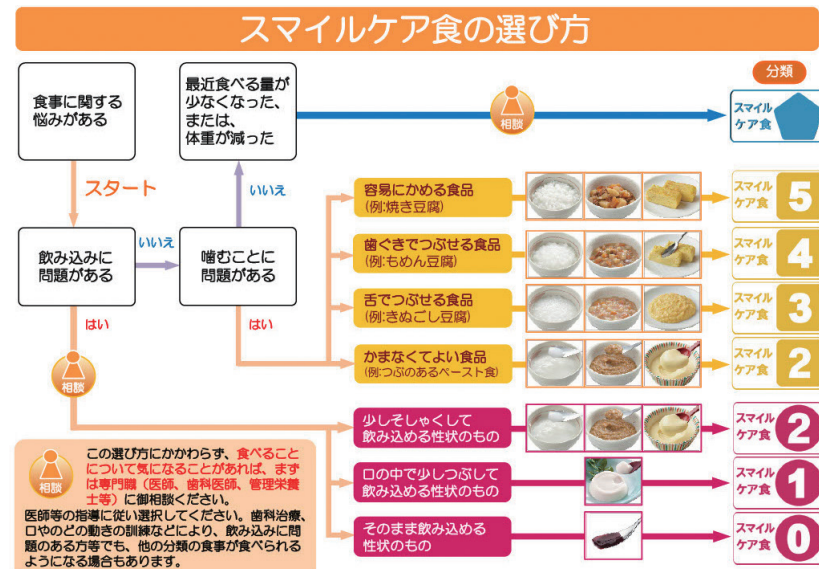 スマイルケア食の選び方
食事に関する
悩みがある
最近食べる量が
少なくなった、
または、
体重が減った
相談
分類
スマイル
ケア食
スタート
いいえ
飲み込みに
問題がある
いいえ
噛むことに
問題がある
はい
はい
相談
容易にかめる食品
(例:焼き豆腐)
スマイル
ケア食
5
歯ぐきでつぶせる食品
(例:もめん豆腐)
スマイル
ケア食
4
舌でつぶせる食品
(例:きぬごし豆腐)
スマイル
ケア食
3
かまなくてよい食品
(例:つぶのあるペースト食)
スマイル
ケア食
2
少しそしゃくして
飲み込める性状のもの
スマイル
ケア食
2
口の中で少しつぶして
飲み込める性状のもの
スマイル
ケア食
1
そのまま飲み込める
性状のもの
スマイル
ケア食
0
相談
この選び方にかかわらず、食べること
について気になることがあれば、まず
は専門職（医師、歯科医師、管理栄養
士等）に御相談ください。
医師等の指導に従い選択してください。歯科治療、
口やのどの動きの訓練などにより、飲み込みに問
題のある方等でも、他の分類の食事が食べられる
ようになる場合もあります。